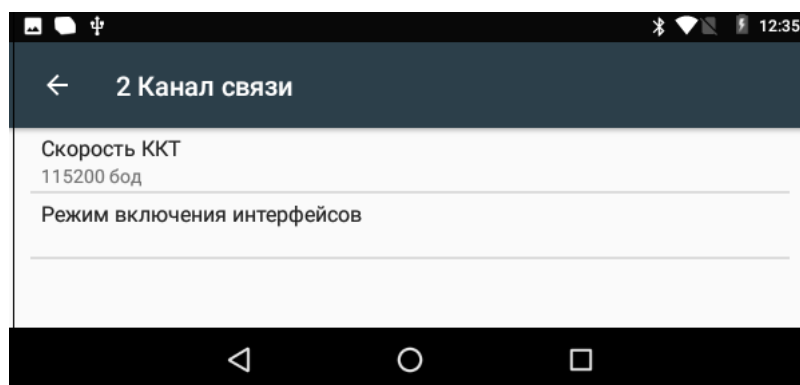 12:35
2 Канал связи
Скорость ККТ
115200 бод
Режим включения интерфейсов